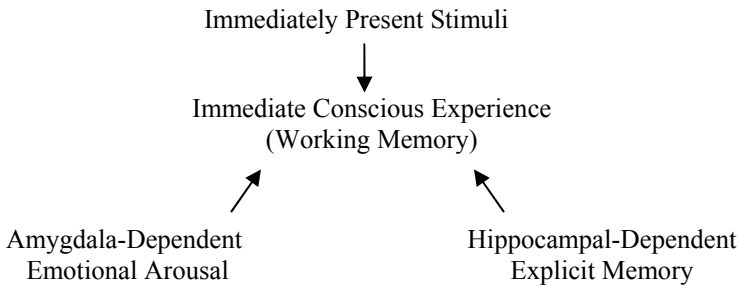 Immediately Present Stimuli
Immediate Conscious Experience
(Working Memory)
Amygdala-Dependent
Emotional Arousal
Hippocampal-Dependent
Explicit Memory